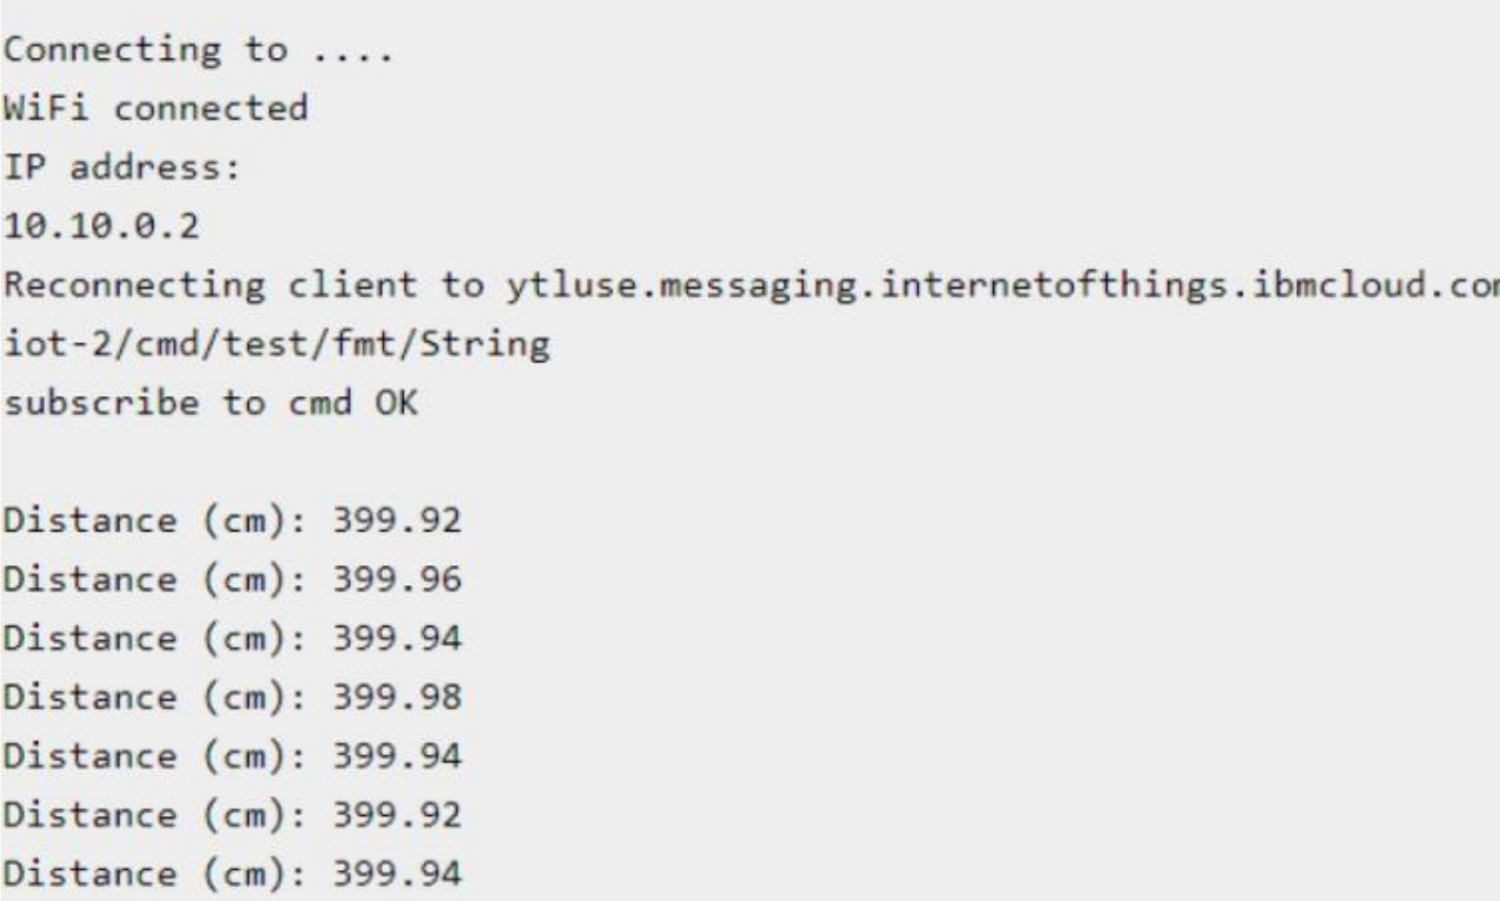 Connecting to ....
WiFi connected
IP address:
10.10.0.2
Reconnecting client to ytluse.messaging.internetofthings.ibmcloud.com
iot-2/cmd/test/fmt/String
subscribe to cmd OK
Distance (cm): 399.92
Distance (cm): 399.96
Distance (cm): 399.94
Distance (cm): 399.98
Distance (cm): 399.94
Distance (cm): 399.92
Distance (cm): 399.94